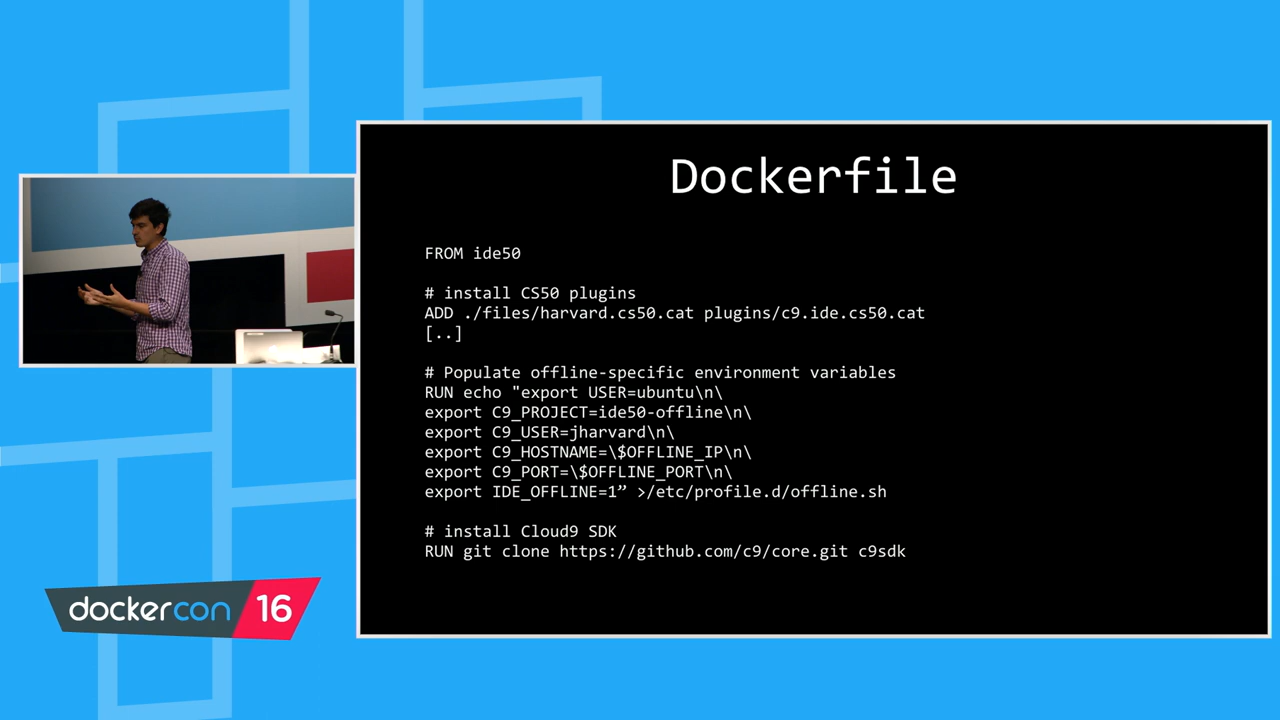 Dockerfile
FROM ide50
# install CS50 plugins
ADD ./files/harvard.cs50.cat plugins/c9.ide.cs50.cat
[..]
# Populate offline-specific environment variables
RUN echo "export USER=ubuntu\n\
export C9_PROJECT=ide50-offline\n\
export C9_USER=jharvard\n\
export C9_HOSTNAME=\$OFFLINE_IP\n\
export C9_PORT=\$OFFLINE_PORT\n\
export IDE_OFFLINE=1” >/etc/profile.d/offline.sh
# install Cloud9 SDK
RUN git clone https://github.com/c9/core.git c9sdk
dockercon 16